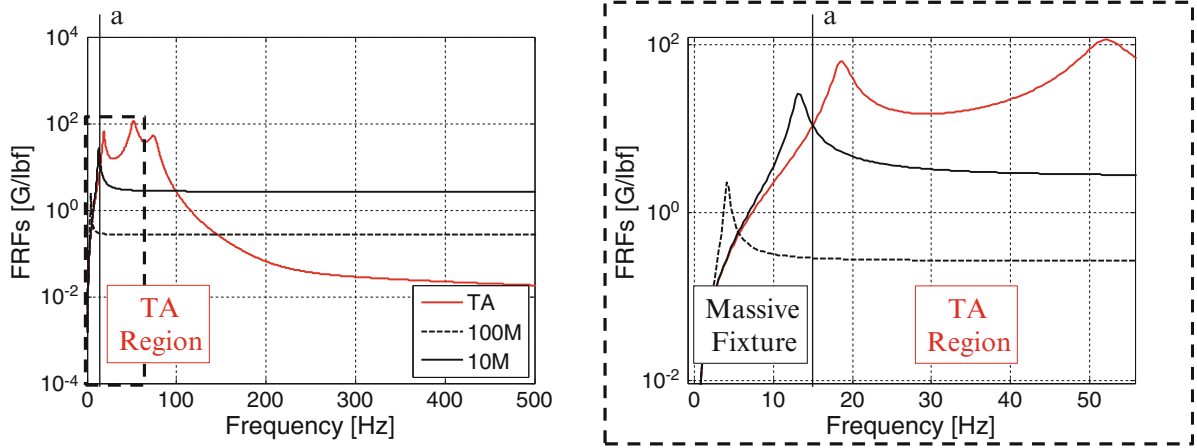 a
10^4
10^2
10^0
10^-2
10^-4
FRFs [G/lbf]
TA
Region
TA
100M
10M
0 100 200 300 400 500
Frequency [Hz]
a
10^2
10^0
10^-2
FRFs [G/lbf]
Massive
Fixture
TA
Region
0 10 20 30 40 50
Frequency [Hz]